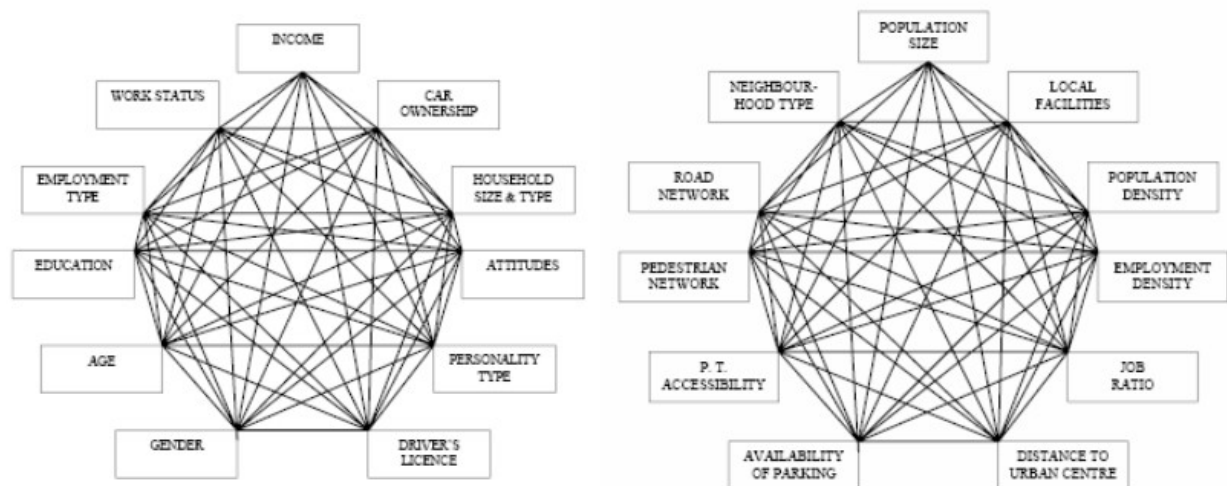 INCOME
WORK STATUS
CAR
OWNERSHIP
EMPLOYMENT
TYPE
HOUSEHOLD
SIZE & TYPE
EDUCATION
ATTITUDES
AGE
PERSONALITY
TYPE
GENDER
DRIVER'S
LICENCE
POPULATION
SIZE
NEIGHBOUR-
HOOD TYPE
LOCAL
FACILITIES
ROAD
NETWORK
POPULATION
DENSITY
PEDESTRIAN
NETWORK
EMPLOYMENT
DENSITY
P. T.
ACCESSIBILITY
JOB
RATIO
AVAILABILITY
OF PARKING
DISTANCE TO
URBAN CENTRE